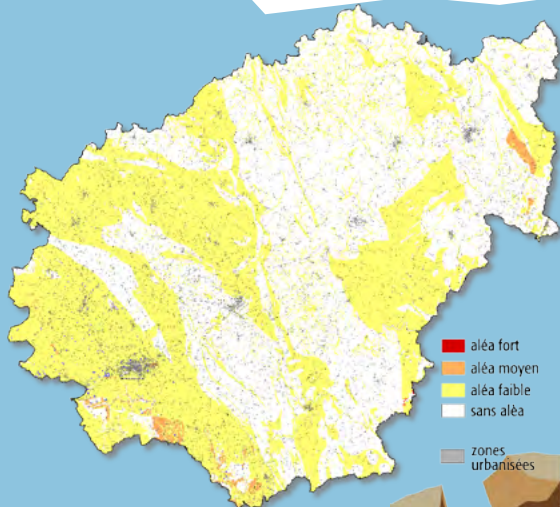 aléa fort
aléa moyen
aléa faible
sans aléa
zones
urbanisées